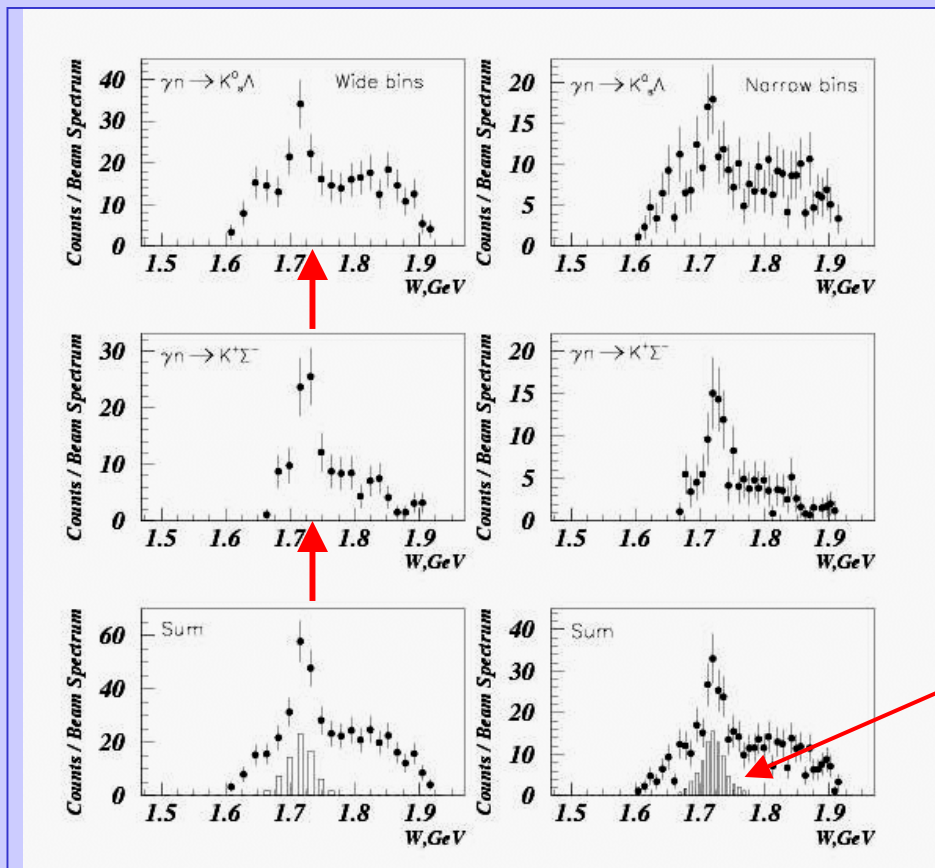 γn → K⁰ₛΛ
Wide bins
Counts / Beam Spectrum
40
30
20
10
0
1.5 1.6 1.7 1.8 1.9
W,GeV
γn → K⁰ₛΛ
Narrow bins
Counts / Beam Spectrum
20
15
10
5
0
1.5 1.6 1.7 1.8 1.9
W,GeV
γn → K⁺Σ⁻
Counts / Beam Spectrum
30
20
10
0
1.5 1.6 1.7 1.8 1.9
W,GeV
γn → K⁺Σ⁻
Counts / Beam Spectrum
20
15
10
5
0
1.5 1.6 1.7 1.8 1.9
W,GeV
Sum
Counts / Beam Spectrum
60
40
20
0
1.5 1.6 1.7 1.8 1.9
W,GeV
Sum
Counts / Beam Spectrum
40
30
20
10
0
1.5 1.6 1.7 1.8 1.9
W,GeV